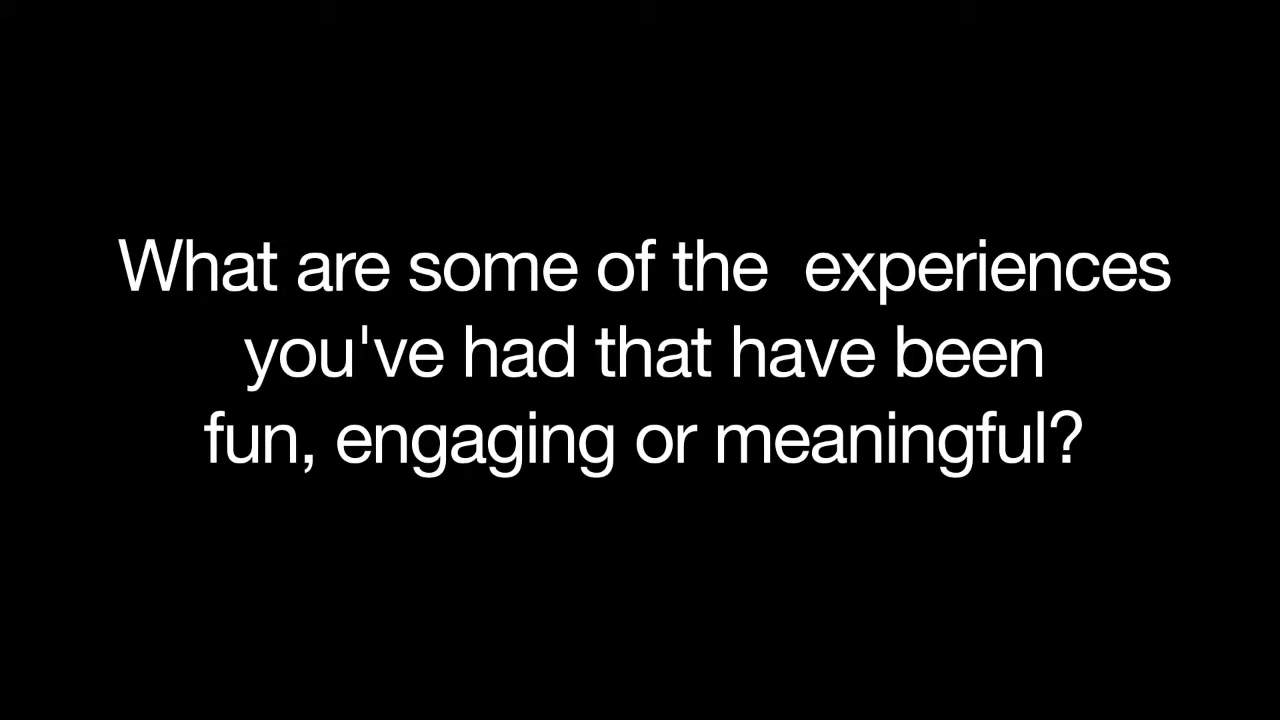 What are some of the  experiences
you've had that have been
fun, engaging or meaningful?